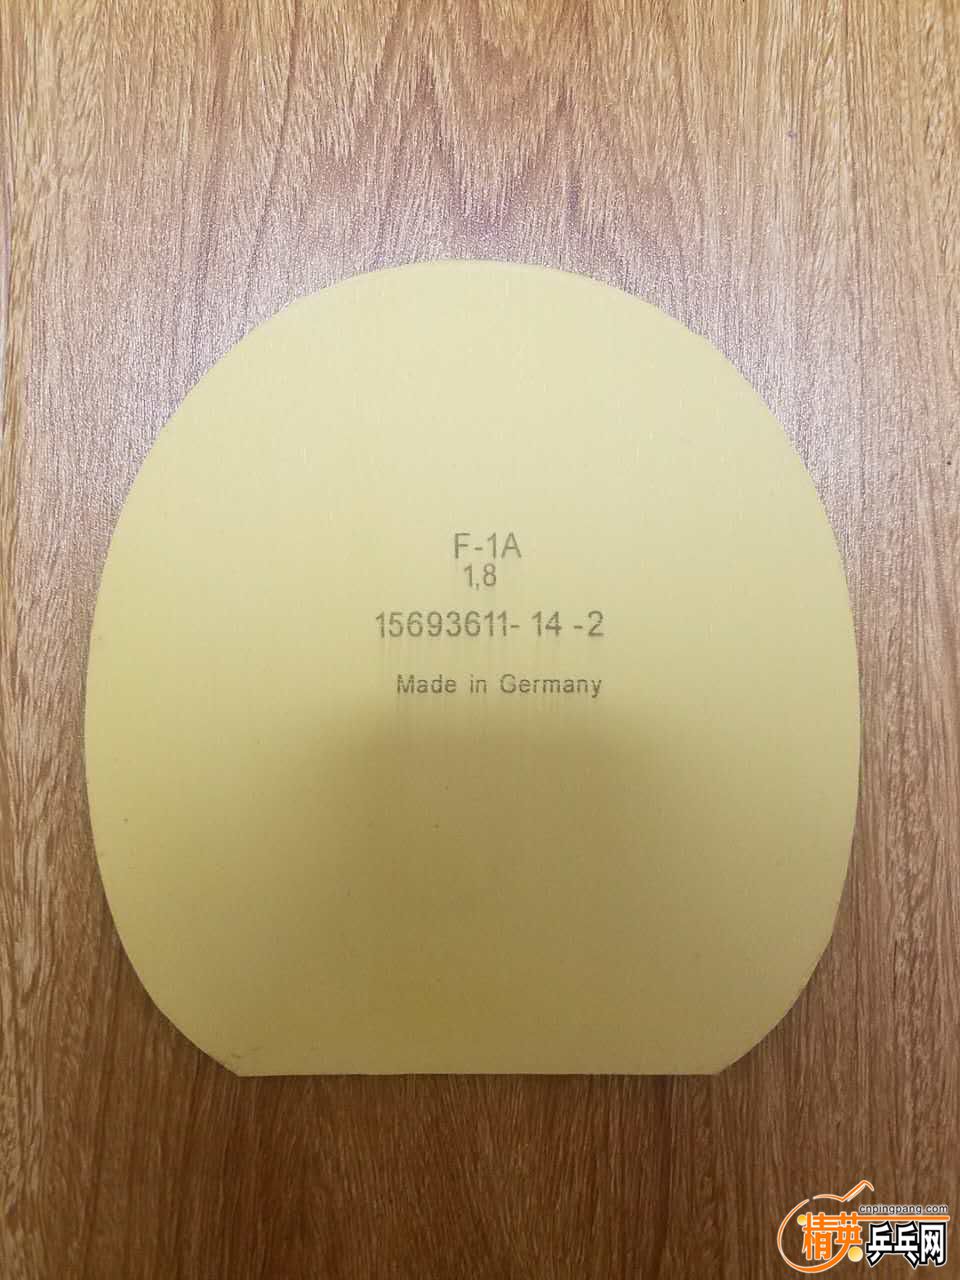 F-1A
1,8
15693611- 14 -2
Made in Germany
cnpingpang.com
精英乒乓网